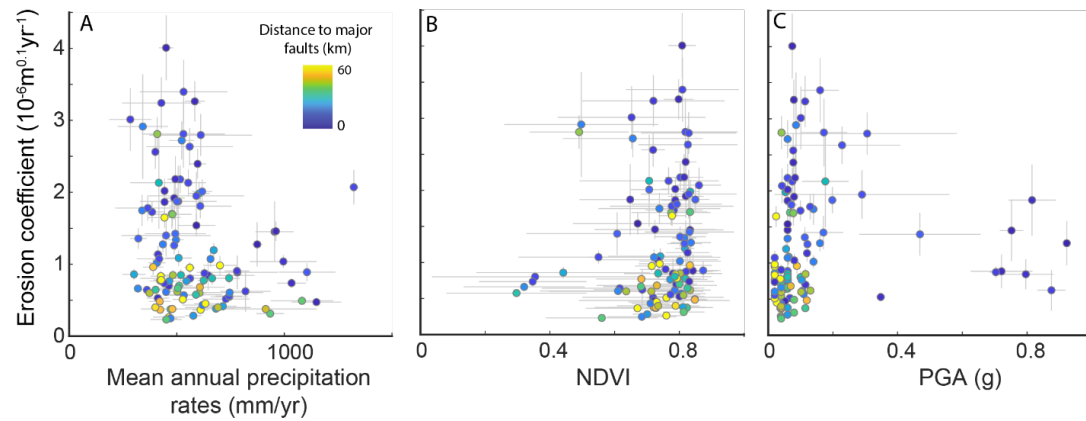 A
B
C
Distance to major
faults (km)
60
0
Erosion coefficient (10-6m0.1yr-1)
4
3
2
1
0
0
1000
0
0.4
0.8
0
0.4
0.8
Mean annual precipitation
rates (mm/yr)
NDVI
PGA (g)